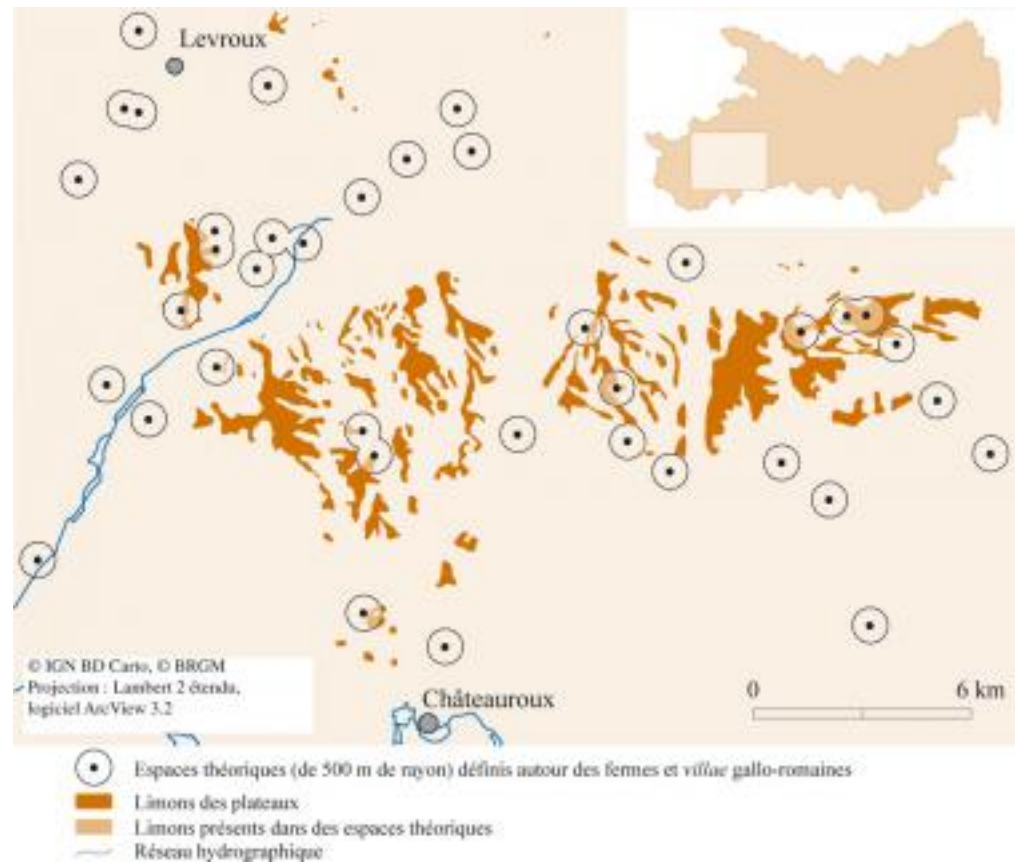 Levroux
© IGN BD Carto, © BRGM
Projection : Lambert 2 étendu,
logiciel ArcView 3.2
Châteauroux
0
6 km
Espaces théoriques (de 500 m de rayon) définis autour des fermes et villae gallo-romaines
Limons des plateaux
Limons présents dans des espaces théoriques
Réseau hydrographique